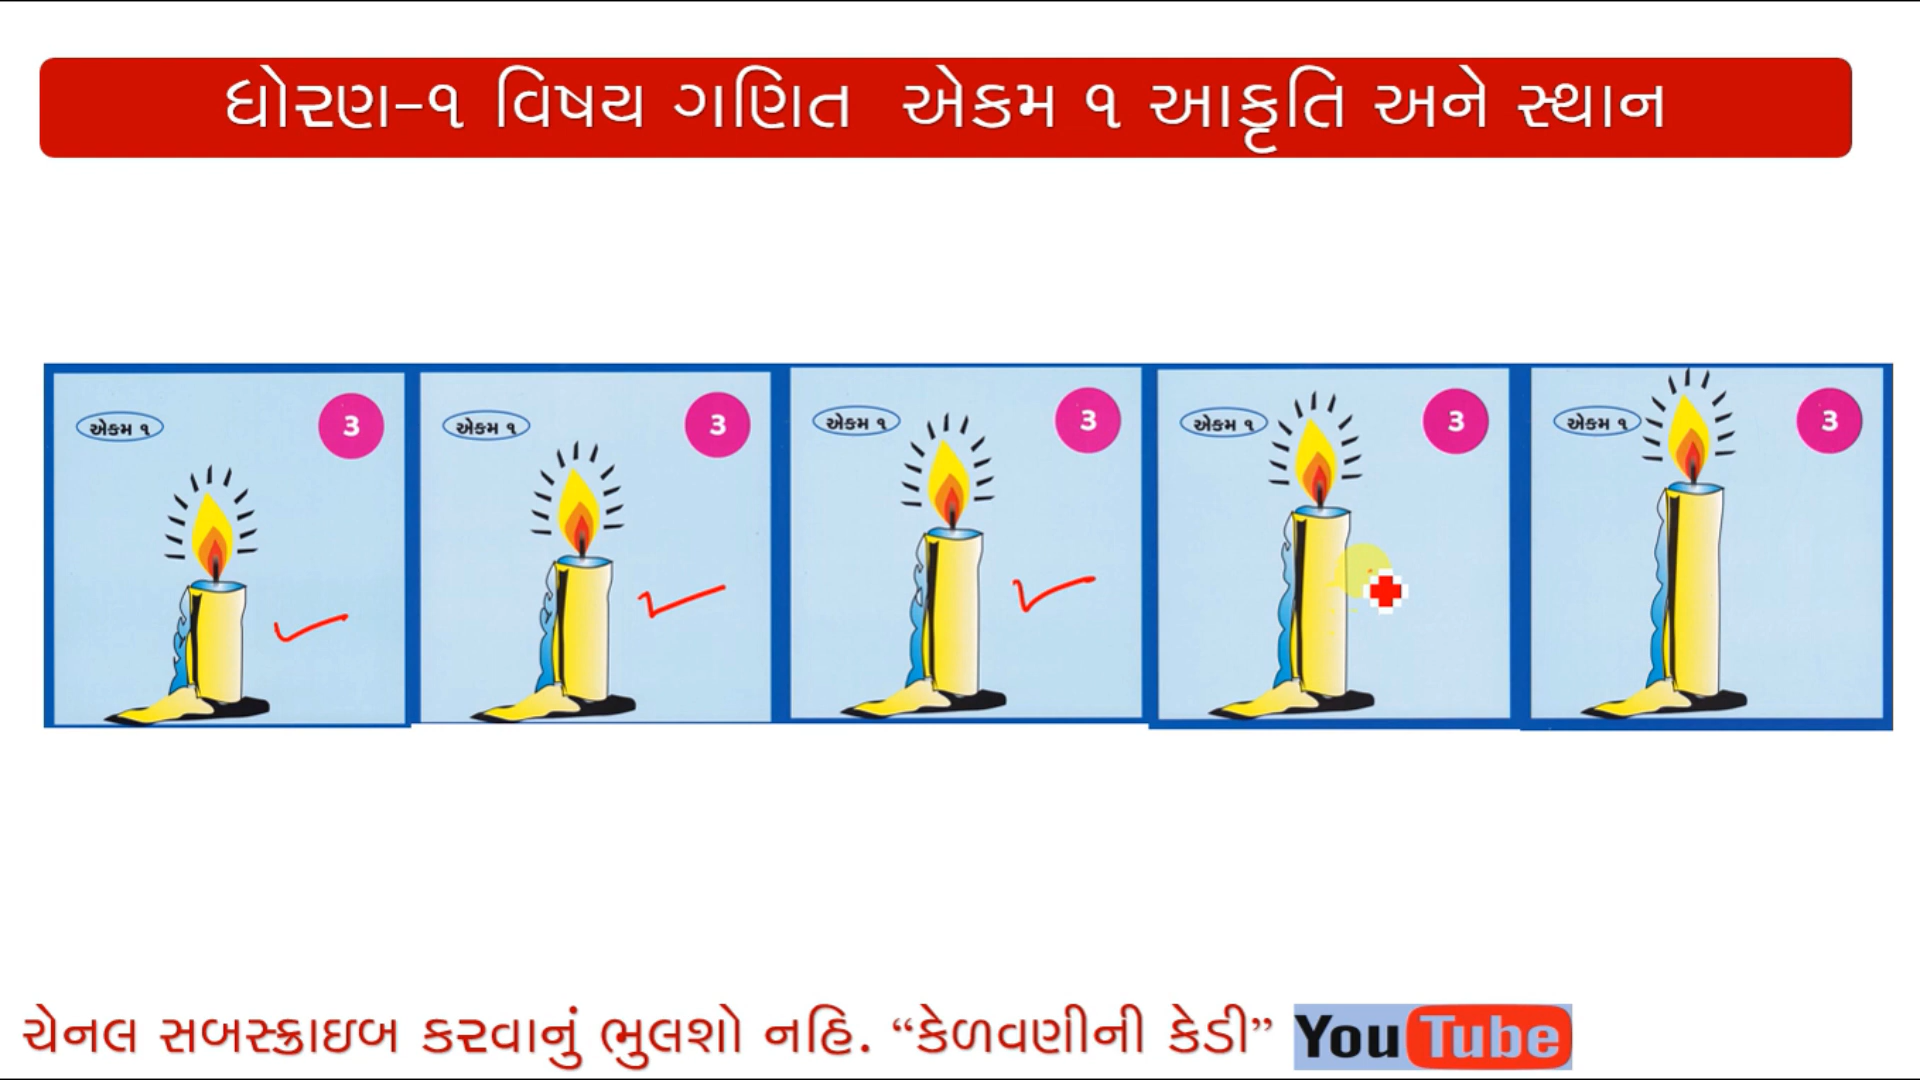 ધોરણ-૧ વિષય ગણિત એકમ ૧ આકૃતિ અને સ્થાન
એકમ ૧ 3 એકમ ૧ 3 એકમ ૧ 3 એકમ ૧ 3 એકમ ૧ 3
ચેનલ સબસ્ક્રાઇબ કરવાનું ભુલશો નહિ. “કેળવણીની કેડી” YouTube